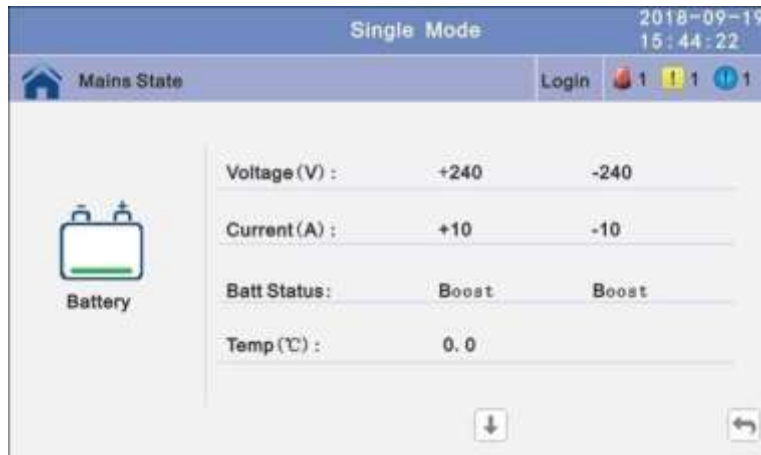 Single Mode
2018-09-19
15:44:22
Mains State
Login
1
! 1
1
Voltage(V) : +240 -240
Current(A) : +10 -10
Batt Status: Boost Boost
Temp(℃) : 0.0
Battery